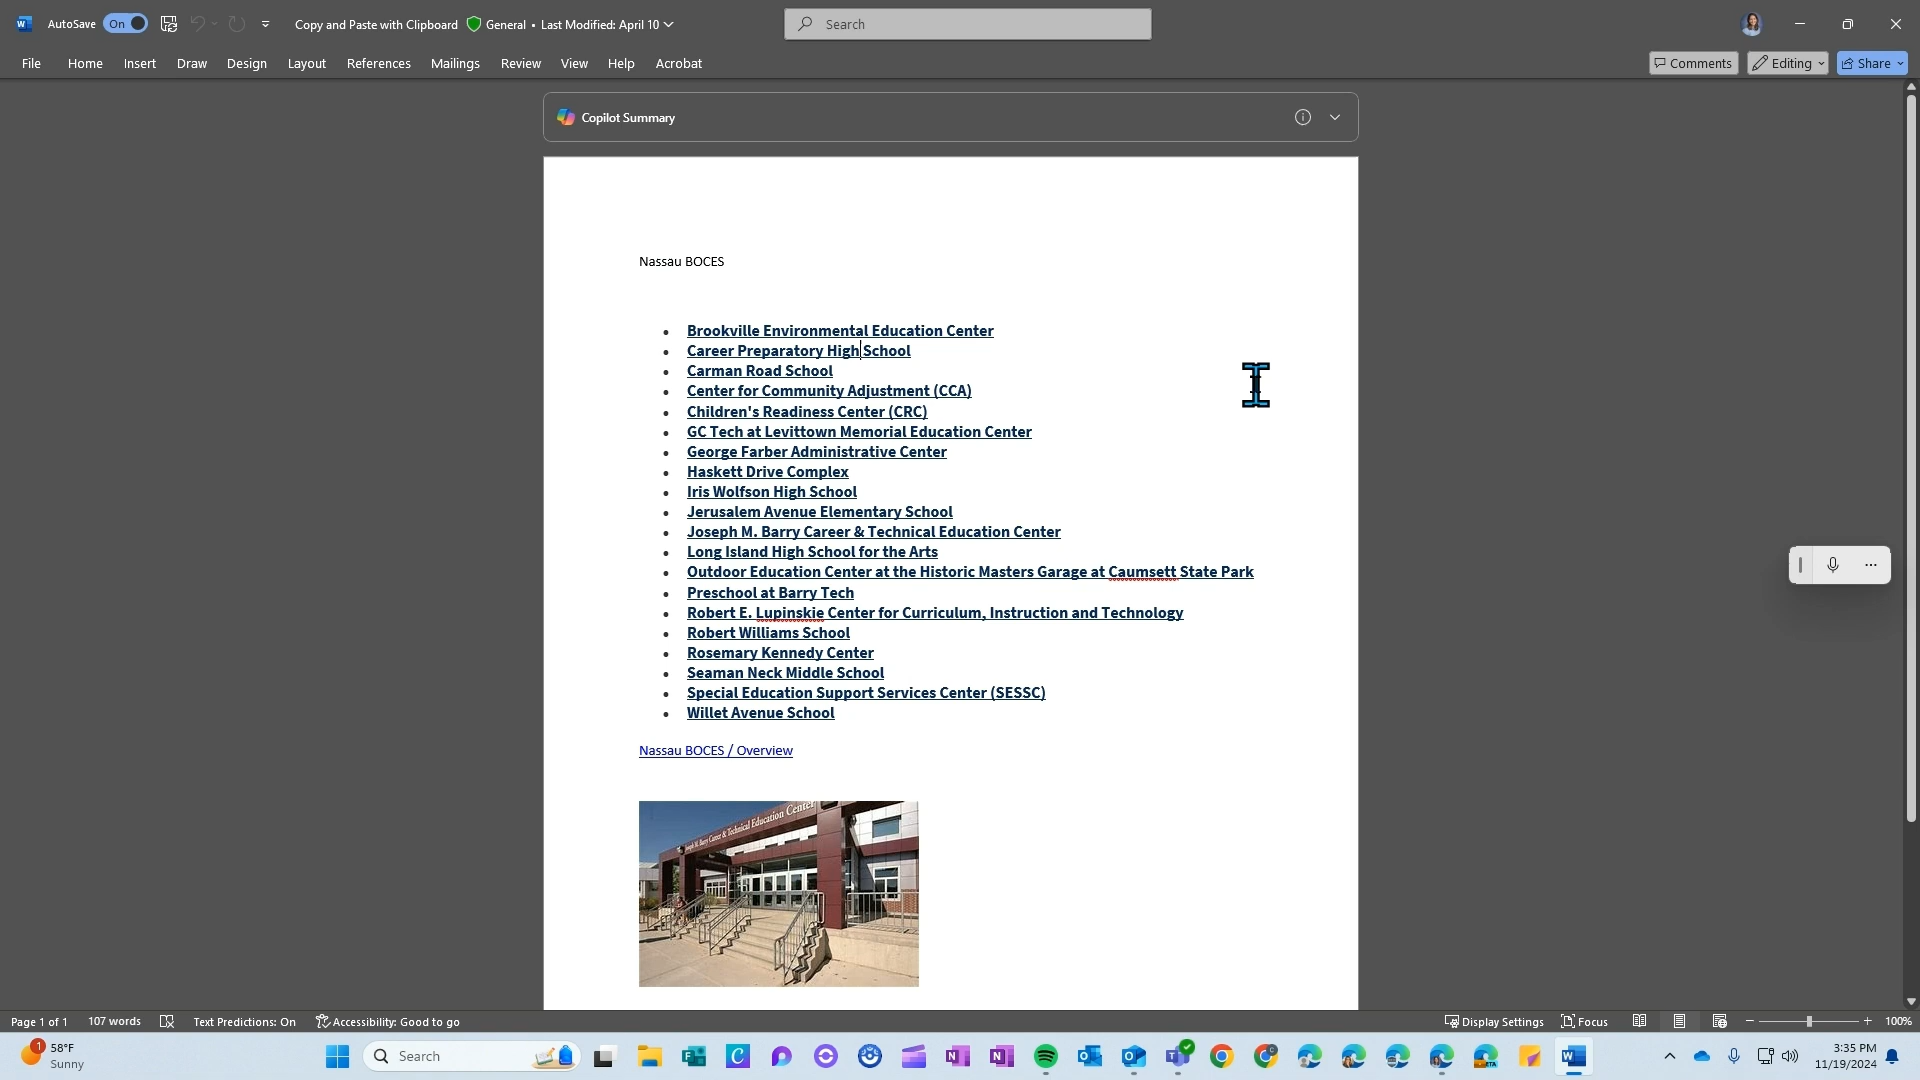 AutoSave On Copy and Paste with Clipboard General • Last Modified: April 10 Search
File Home Insert Draw Design Layout References Mailings Review View Help Acrobat Comments Editing Share
Copilot Summary
Nassau BOCES
Brookville Environmental Education Center
Career Preparatory High School
Carman Road School
Center for Community Adjustment (CCA)
Children's Readiness Center (CRC)
GC Tech at Levittown Memorial Education Center
George Farber Administrative Center
Haskett Drive Complex
Iris Wolfson High School
Jerusalem Avenue Elementary School
Joseph M. Barry Career & Technical Education Center
Long Island High School for the Arts
Outdoor Education Center at the Historic Masters Garage at Caumsett State Park
Preschool at Barry Tech
Robert E. Lupinskie Center for Curriculum, Instruction and Technology
Robert Williams School
Rosemary Kennedy Center
Seaman Neck Middle School
Special Education Support Services Center (SESSC)
Willet Avenue School
Nassau BOCES / Overview
Joseph M. Barry Career & Technical Education Center
Page 1 of 1 107 words Text Predictions: On Accessibility: Good to go Display Settings Focus 100%
1 58°F Search 3:35 PM
Sunny 11/19/2024